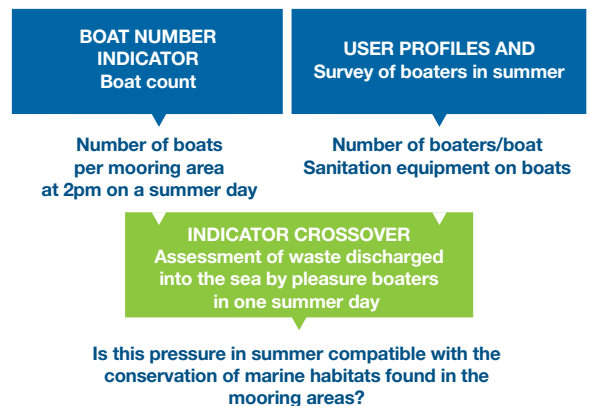 BOAT NUMBER
INDICATOR
Boat count
USER PROFILES AND
Survey of boaters in summer
Number of boats
per mooring area
at 2pm on a summer day
Number of boaters/boat
Sanitation equipment on boats
INDICATOR CROSSOVER
Assessment of waste discharged
into the sea by pleasure boaters
in one summer day
Is this pressure in summer compatible with the
conservation of marine habitats found in the
mooring areas?